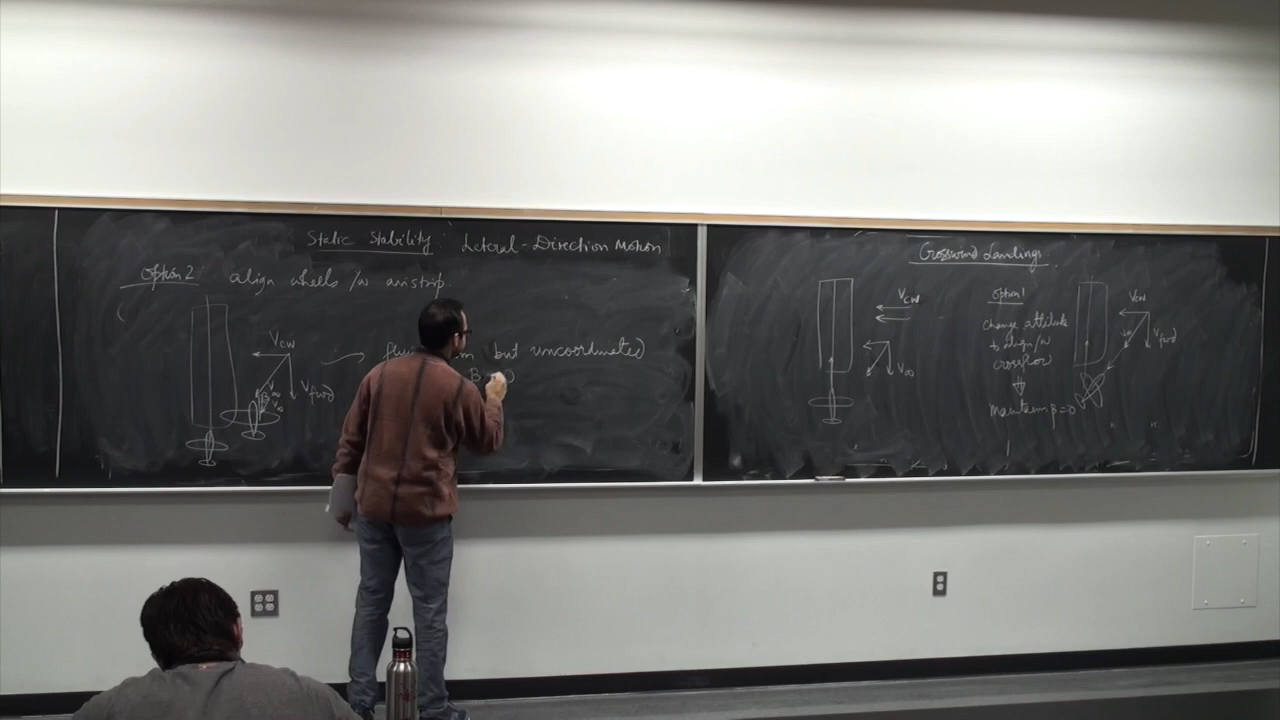 Static Stability: Lateral-Direction Motion
Option 2: align wheels /w airstrip
(
Vcw
Vfwd
V∞
β
V∞
but uncoordinated
β
Crosswind Landings
Vcw
V∞
Option 1
change attitude
to align /w
crossflow
Maintains β=0
Vcw
V∞
Vfwd